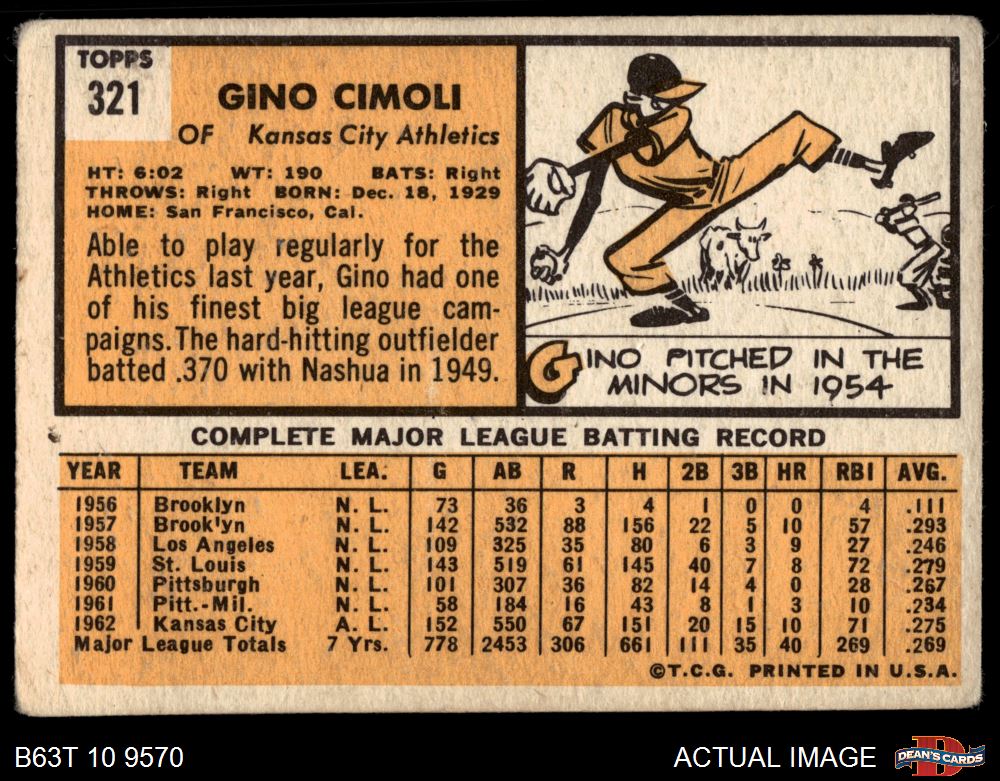 TOPPS
321
GINO CIMOLI
OF Kansas City Athletics
HT: 6:02 WT: 190 BATS: Right
THROWS: Right BORN: Dec. 18, 1929
HOME: San Francisco, Cal.
Able to play regularly for the
Athletics last year, Gino had one
of his finest big league cam-
paigns. The hard-hitting outfielder
batted .370 with Nashua in 1949.
GINO PITCHED IN THE
MINORS IN 1954
COMPLETE MAJOR LEAGUE BATTING RECORD
YEAR TEAM LEA. G AB R H 2B 3B HR RBI AVG.
1956 Brooklyn N. L. 73 36 3 4 1 0 0 4 .111
1957 Brook'yn N. L. 142 532 88 156 22 5 10 57 .293
1958 Los Angeles N. L. 109 325 35 80 6 3 9 27 .246
1959 St. Louis N. L. 143 519 61 145 40 7 8 72 .279
1960 Pittsburgh N. L. 101 307 36 82 14 4 0 28 .267
1961 Pitt.-Mil. N. L. 58 184 16 43 8 1 3 10 .234
1962 Kansas City A. L. 152 550 67 151 20 15 10 71 .275
Major League Totals 7 Yrs. 778 2453 306 661 111 35 40 269 .269
©T.C.G. PRINTED IN U.S.A.
B63T 10 9570
ACTUAL IMAGE
D
DEAN'S CARDS